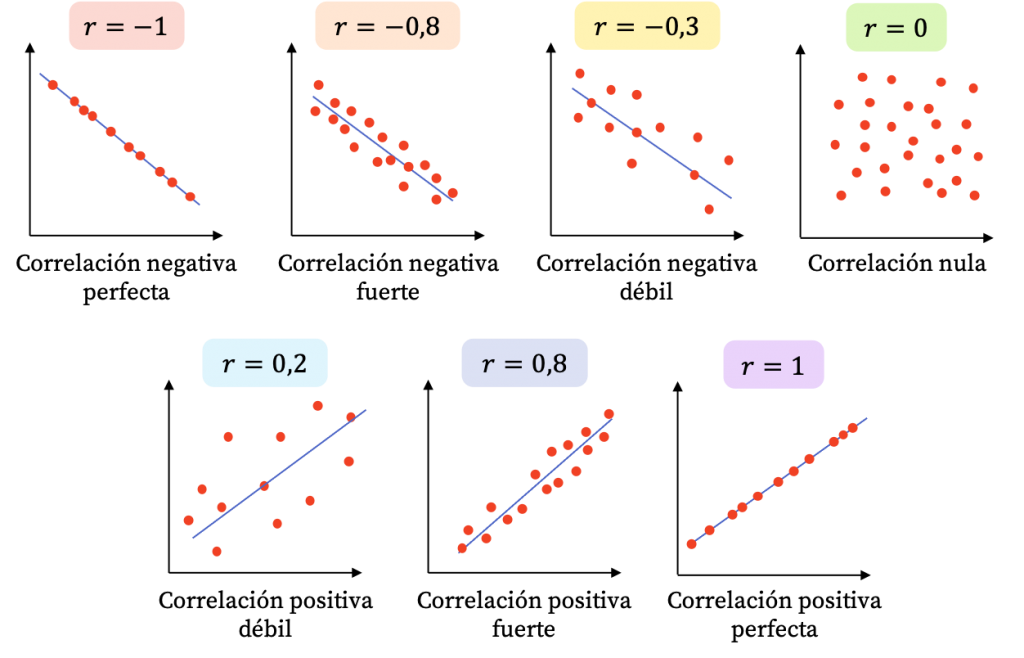 r = −1
r = −0,8
r = −0,3
r = 0
Correlación negativa
perfecta
Correlación negativa
fuerte
Correlación negativa
débil
Correlación nula
r = 0,2
r = 0,8
r = 1
Correlación positiva
débil
Correlación positiva
fuerte
Correlación positiva
perfecta